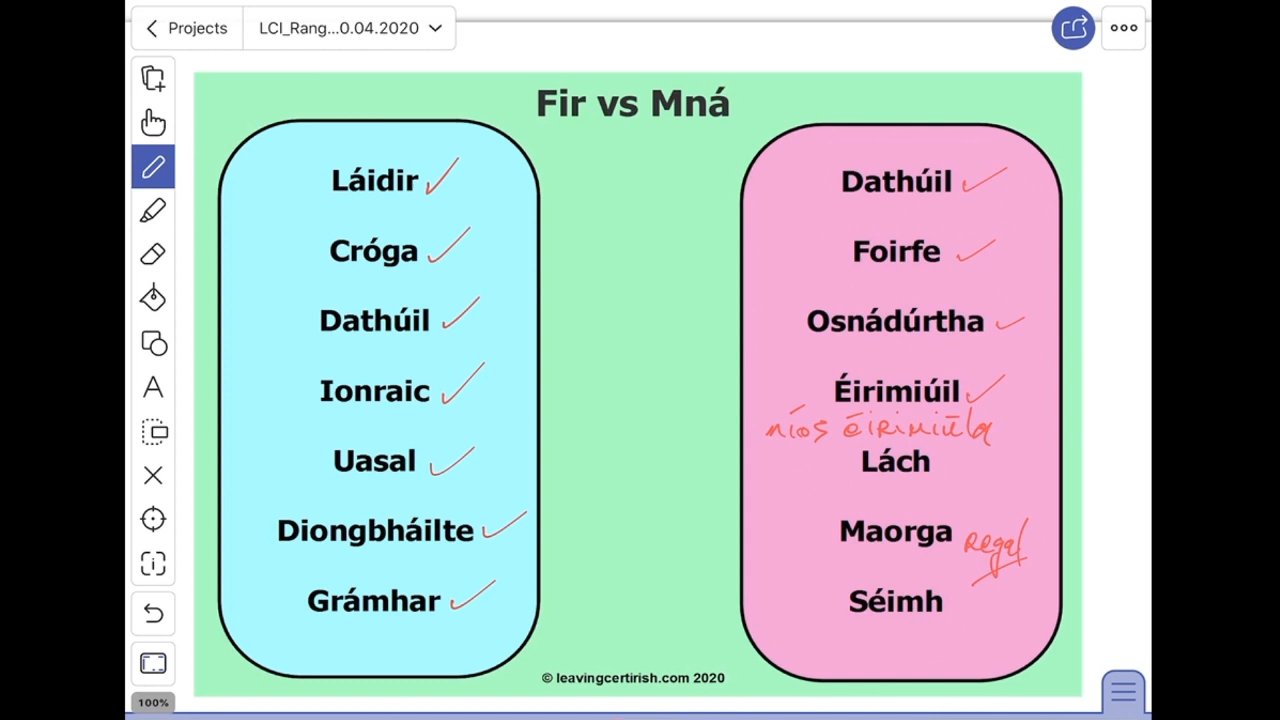 Projects
LCI_Rang...0.04.2020
Fir vs Mná
Láidir
Cróga
Dathúil
Ionraic
Uasal
Diongbháilte
Grámhar
Dathúil
Foirfe
Osnádúrtha
Éirimiúil
níos éirimiúla
Lách
Maorga
Regal
Séimh
© leavingcertirish.com 2020
100%